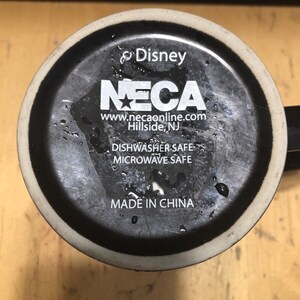 © Disney
NECA
www.necaonline.com
Hillside, NJ
DISHWASHER SAFE
MICROWAVE SAFE
MADE IN CHINA